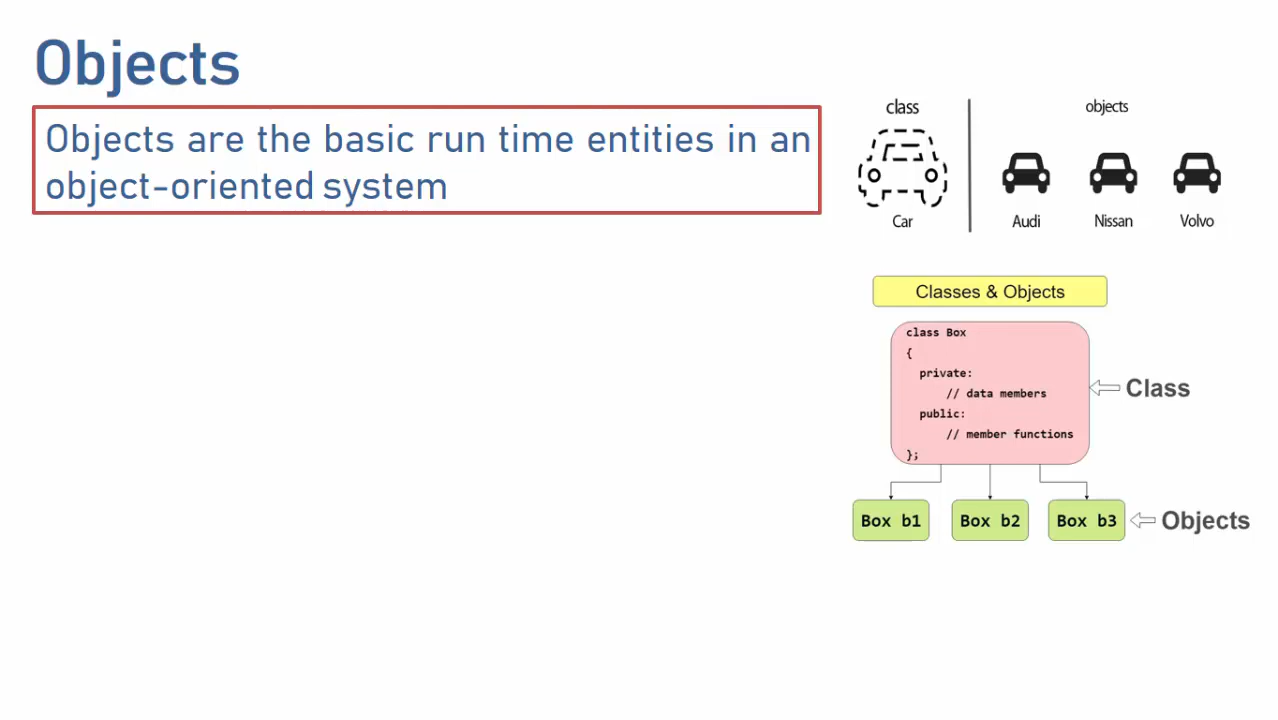 Objects
Objects are the basic run time entities in an
object-oriented system
class
objects
Car
Audi
Nissan
Volvo
Classes & Objects
class Box
{
private:
// data members
public:
// member functions
};
Class
Box b1
Box b2
Box b3
Objects